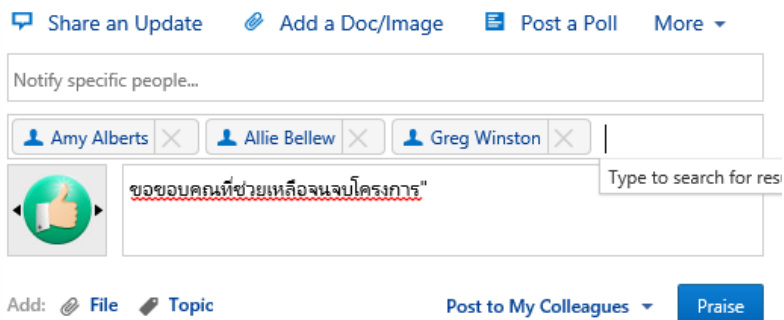 Share an Update Add a Doc/Image Post a Poll More
Notify specific people...
Amy Alberts Allie Bellew Greg Winston
ขอขอบคุณที่ช่วยเหลือจนจบโครงการ"
Type to search for
Add: File Topic Post to My Colleagues Praise